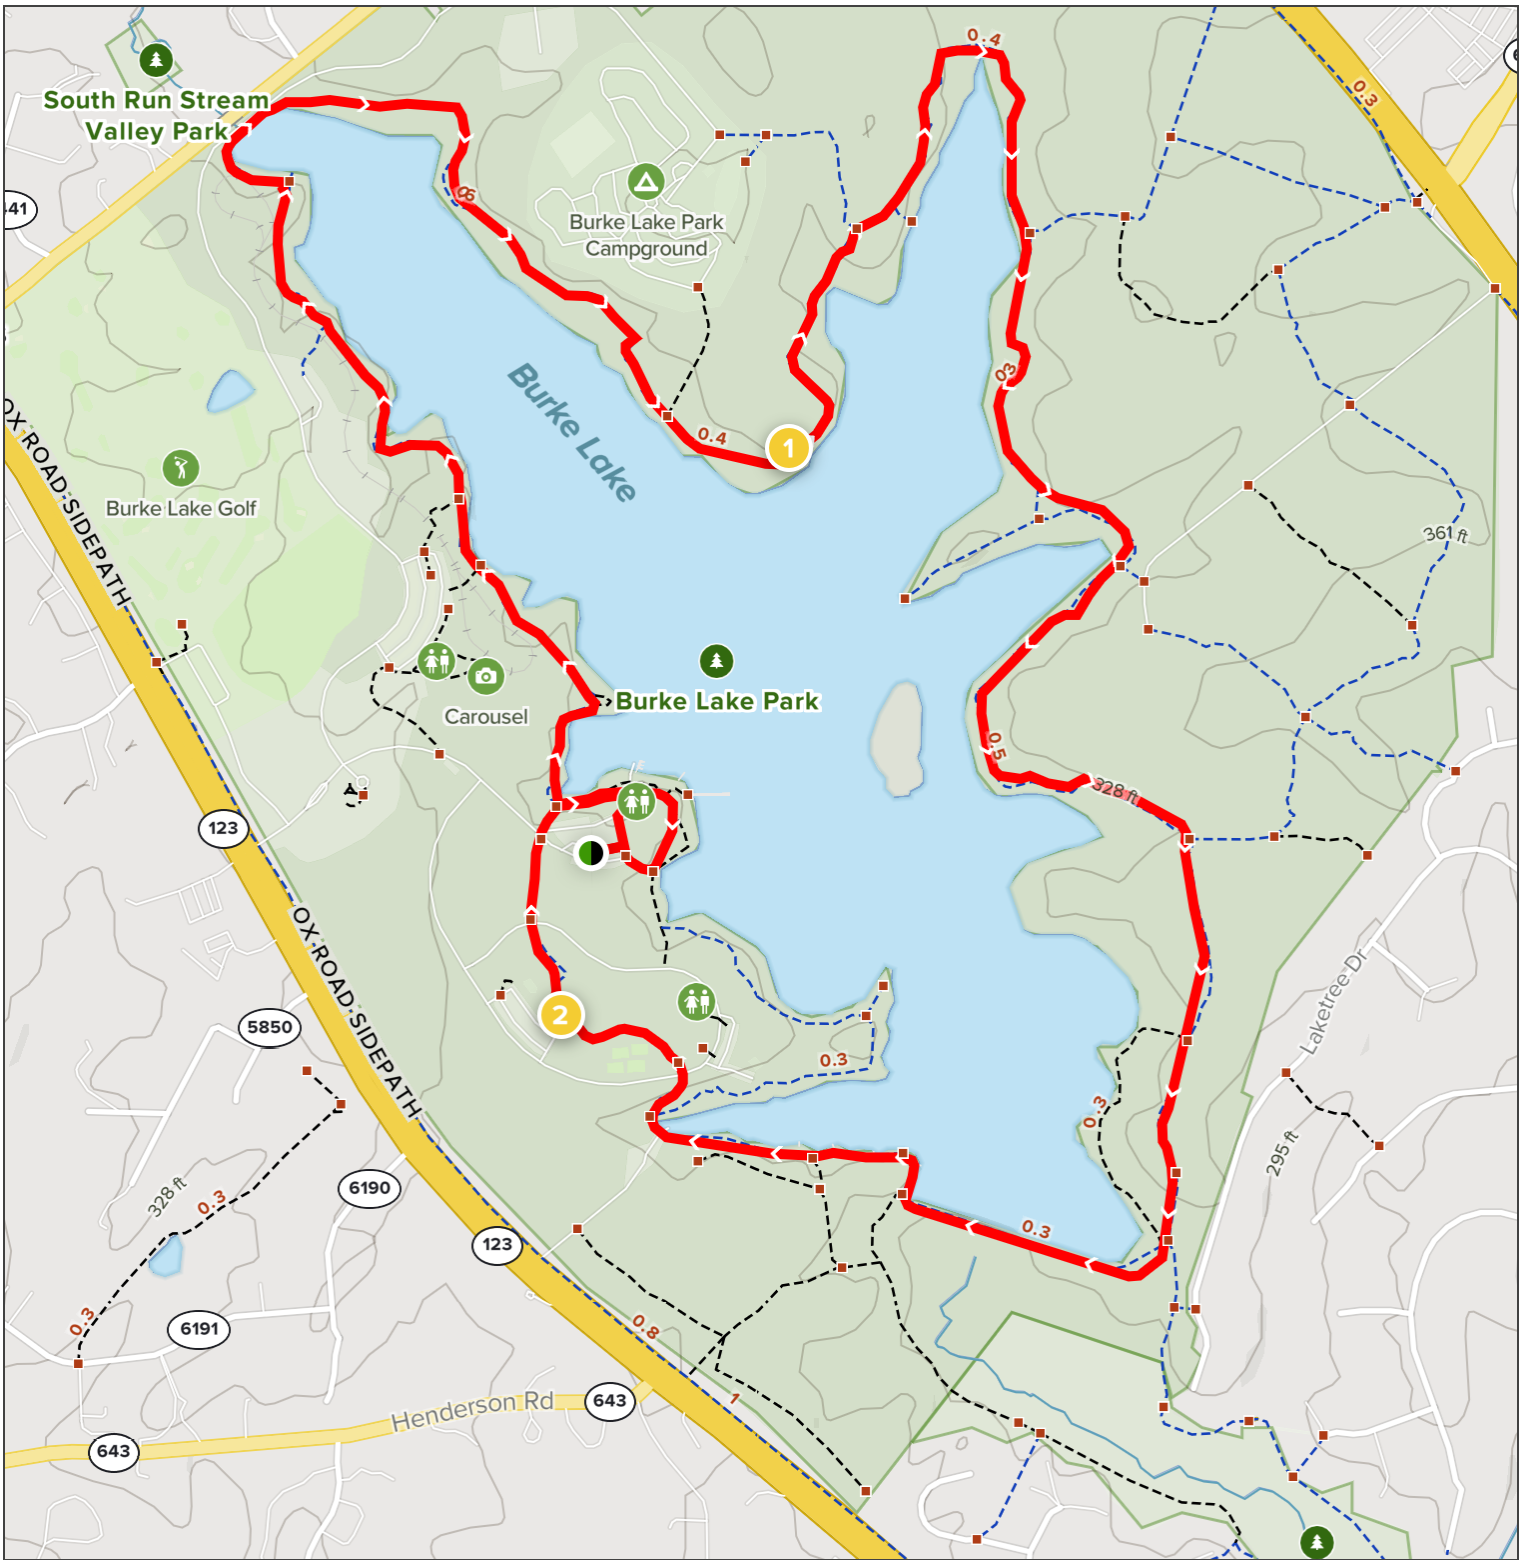 0.4
0.3
South Run Stream
Valley Park
06
Burke Lake Park
Campground
03
Burke Lake
0.4
1
OX ROAD SIDEPATH
Burke Lake Golf
361 ft
Burke Lake Park
Carousel
0.5
328 ft
123
OX ROAD SIDEPATH
Laketree Dr
2
5850
0.3
0.3
295 ft
328 ft
0.3
6190
123
0.3
0.3
6191
0.8
1
Henderson Rd
643
643